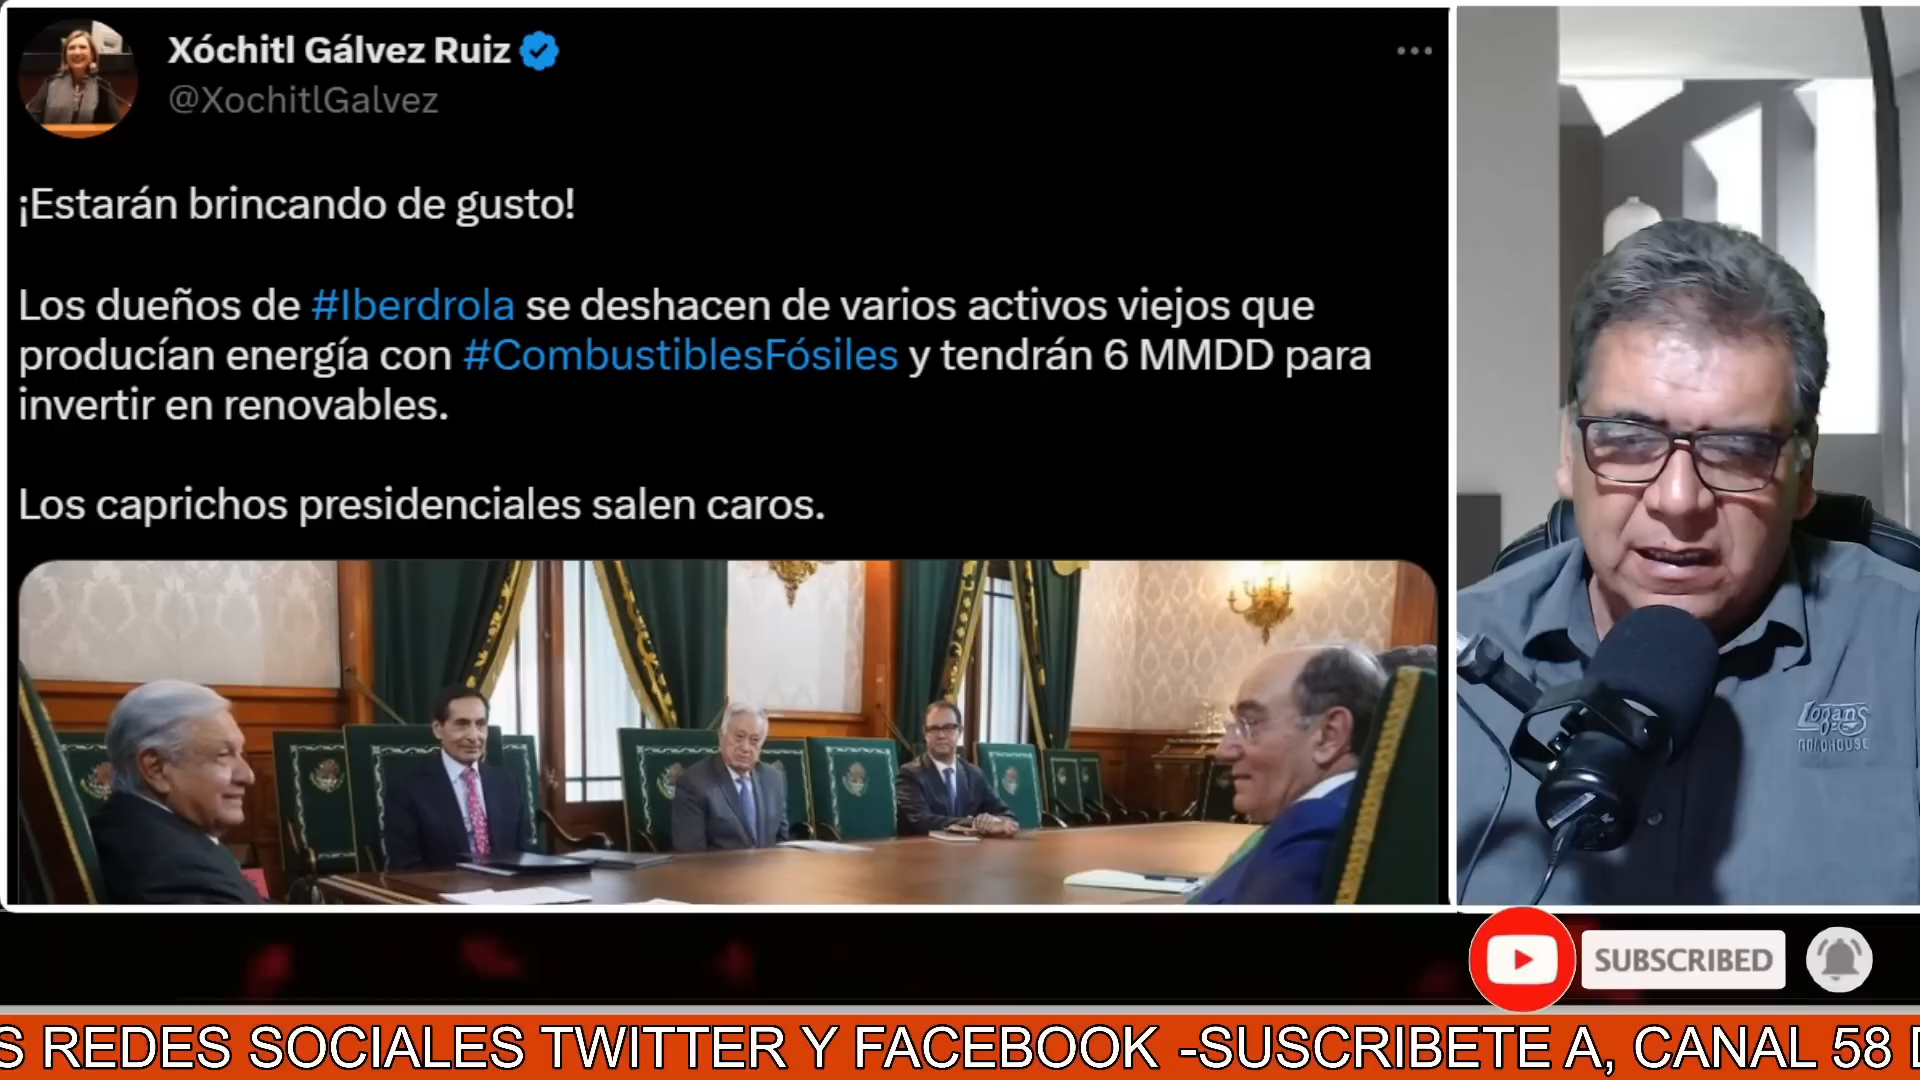 Xóchitl Gálvez Ruiz
@XochitlGalvez
¡Estarán brincando de gusto!
Los dueños de #Iberdrola se deshacen de varios activos viejos que
producían energía con #CombustiblesFósiles y tendrán 6 MMDD para
invertir en renovables.
Los caprichos presidenciales salen caros.
Logan's
ROADHOUSE
SUBSCRIBED
S REDES SOCIALES TWITTER Y FACEBOOK -SUSCRIBETE A, CANAL 58 D